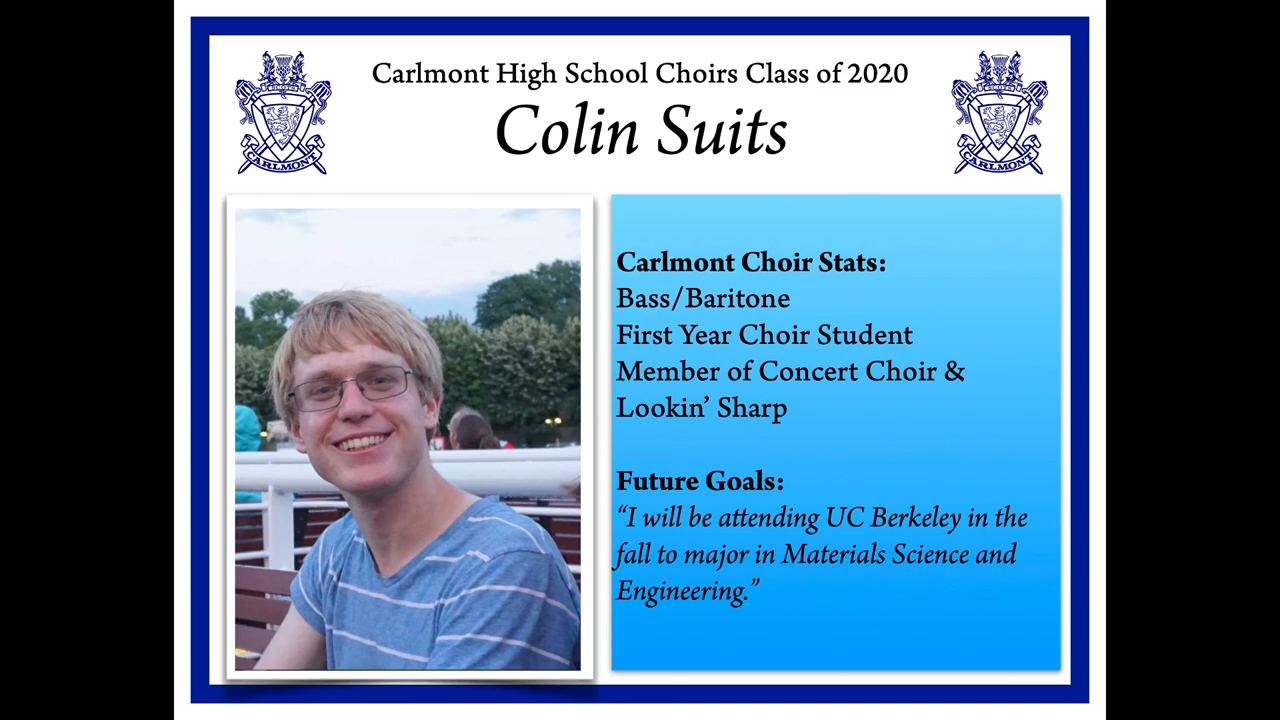 Carlmont High School Choirs Class of 2020
Colin Suits
CARLMONT
CARLMONT
Carlmont Choir Stats:
Bass/Baritone
First Year Choir Student
Member of Concert Choir &
Lookin’ Sharp
Future Goals:
“I will be attending UC Berkeley in the
fall to major in Materials Science and
Engineering.”